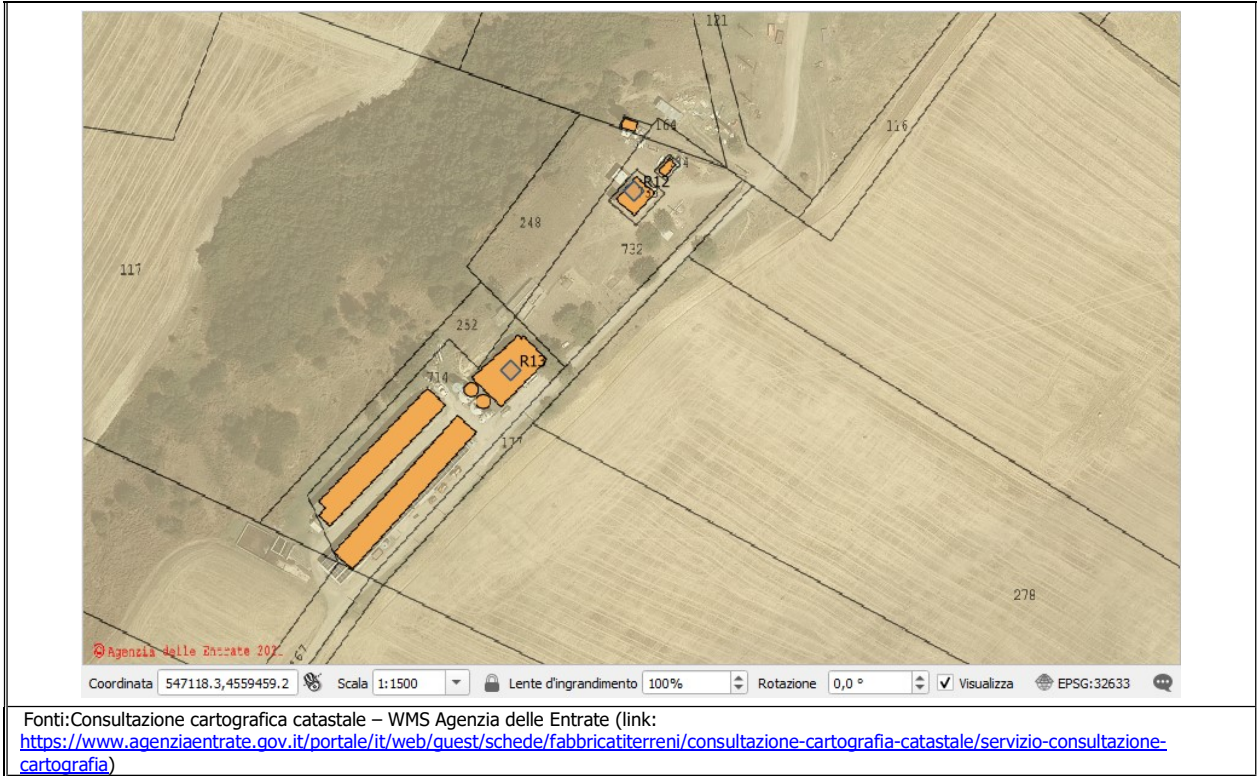 121
164
116
R12
248
732
117
252
R13
714
137
278
167
Coordinata 547118.3,4559459.2 Scala 1:1500 Lente d'ingrandimento 100% Rotazione 0,0 ° Visualizza EPSG:32633
Fonti:Consultazione cartografica catastale – WMS Agenzia delle Entrate (link:
https://www.agenziaentrate.gov.it/portale/it/web/guest/schede/fabbricatiterreni/consultazione-cartografia-catastale/servizio-consultazione-
cartografia)
©Agenzia delle Entrate